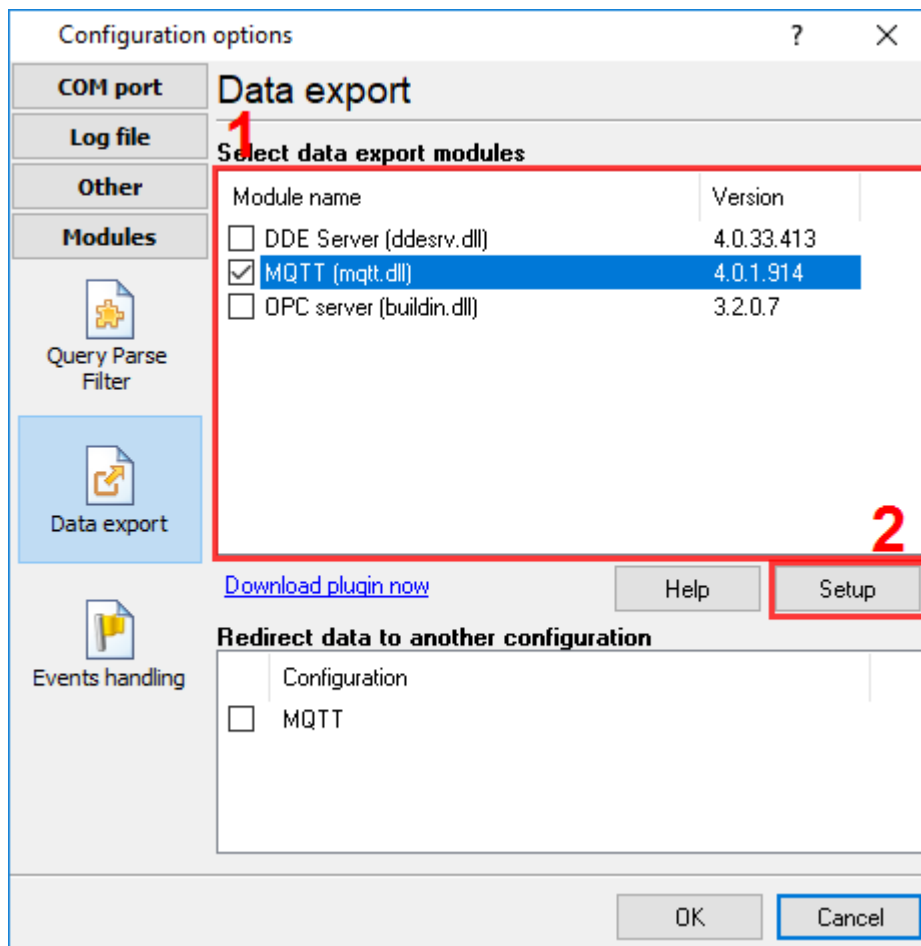 Configuration options
?
COM port
Log file
Other
Modules
Query Parse
Filter
Data export
Events handling
Data export
1
Select data export modules
Module name Version
DDE Server (ddesrv.dll) 4.0.33.413
MQTT (mqtt.dll) 4.0.1.914
OPC server (buildin.dll) 3.2.0.7
2
Download plugin now Help Setup
Redirect data to another configuration
Configuration
MQTT
OK Cancel